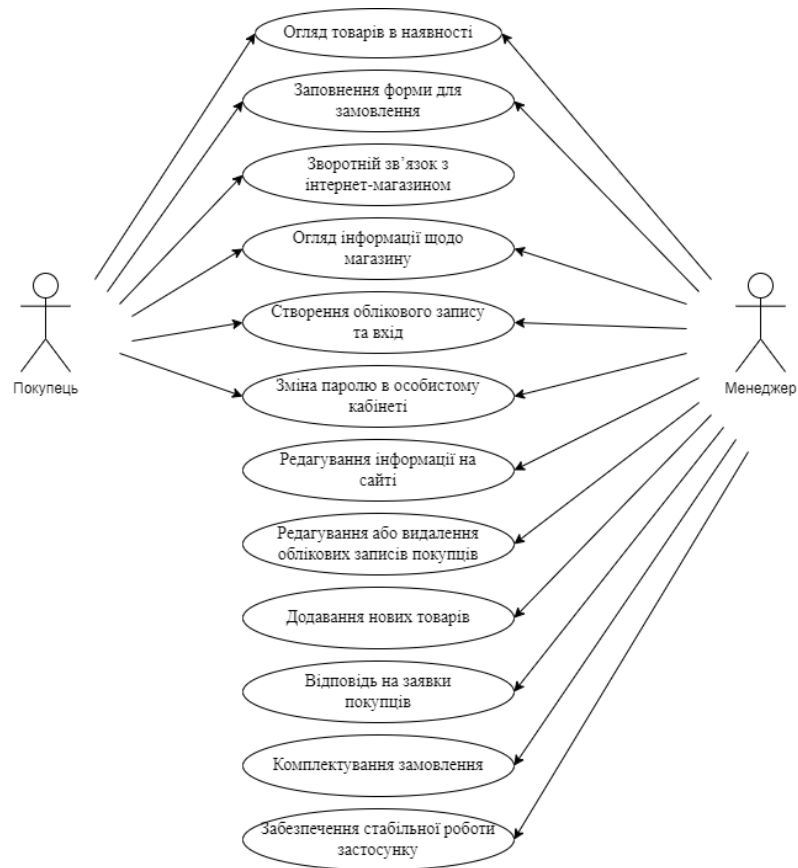 Огляд товарів в наявності
Заповнення форми для
замовлення
Зворотній зв’язок з
інтернет-магазином
Огляд інформації щодо
магазину
Створення облікового запису
та вхід
Покупець
Менеджер
Зміна паролю в особистому
кабінеті
Редагування інформації на
сайті
Редагування або видалення
облікових записів покупців
Додавання нових товарів
Відповідь на заявки
покупців
Комплектування замовлення
Забезпечення стабільної роботи
застосунку